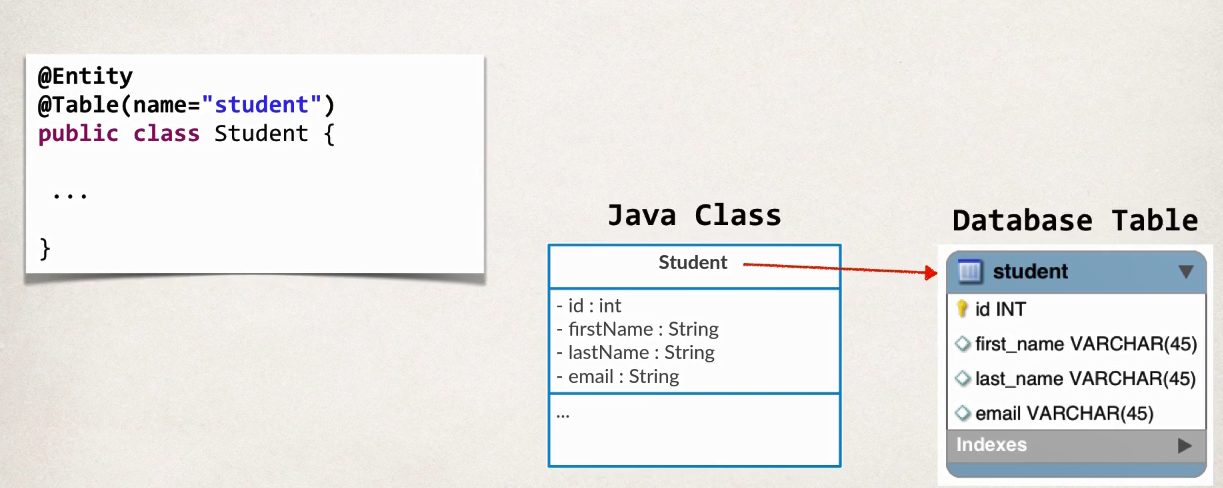 @Entity
@Table(name="student")
public class Student {
...
}
Java Class
Student
- id : int
- firstName : String
- lastName : String
- email : String
...
Database Table
student
id INT
first_name VARCHAR(45)
last_name VARCHAR(45)
email VARCHAR(45)
Indexes